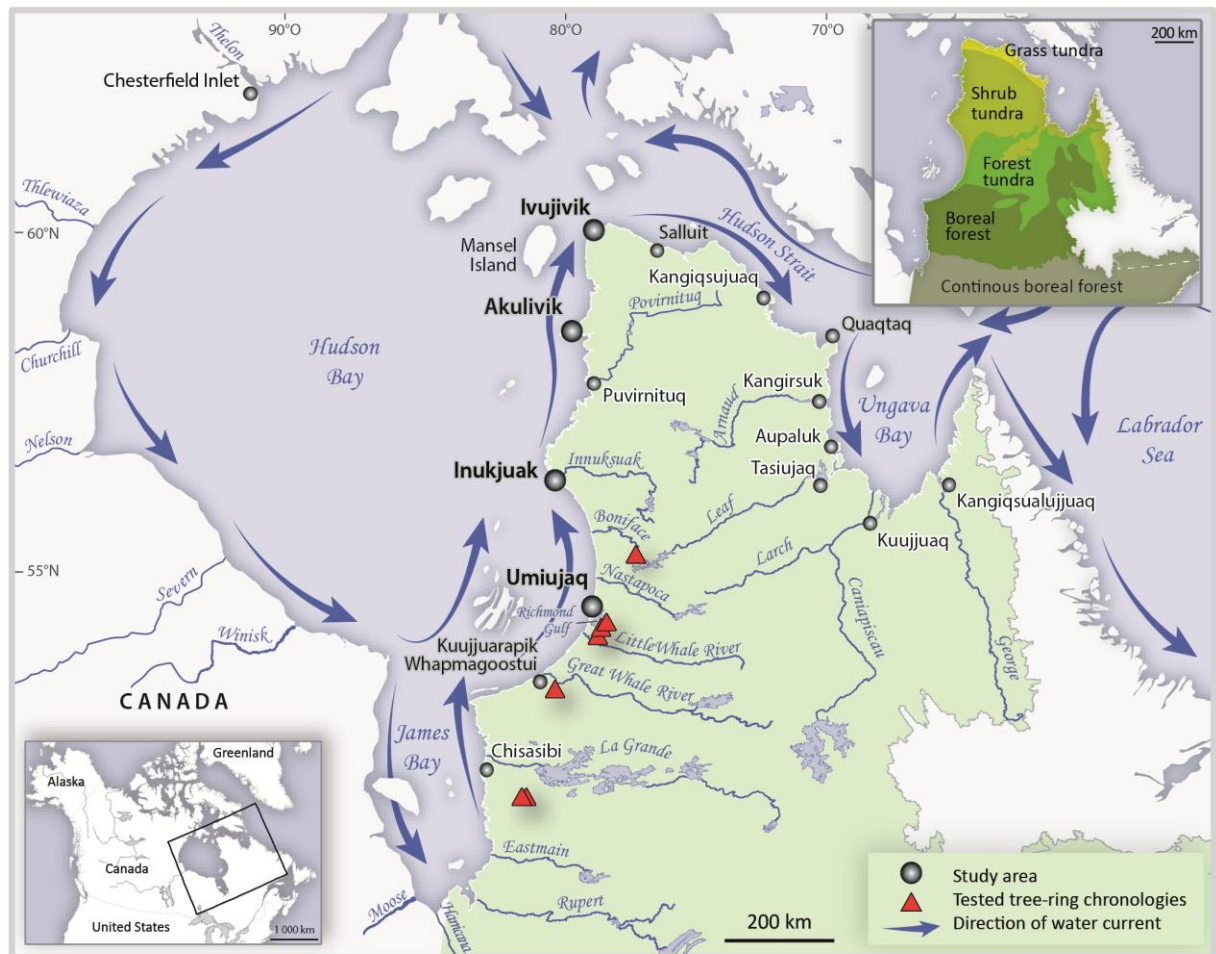 90°O
80°O
70°O
200 km
Grass tundra
Shrub
tundra
Forest
tundra
Boreal
forest
Continous boreal forest
Thelon
Chesterfield Inlet
Thlewiaza
60°N
Ivujivik
Mansel
Island
Salluit
Hudson Strait
Kangiqsujuaq
Povirnituq
Akulivik
Quaqtaq
Churchill
Hudson
Bay
Puvirnituq
Kangirsuk
Arnaud
Ungava
Bay
Labrador
Sea
Aupaluk
Nelson
Inukjuak
Innuksuak
Tasiujaq
Kangiqsualujjuaq
Boniface
Leaf
Kuujjuaq
Larch
55°N
Nastapoca
Umiujaq
Severn
Richmond
Gulf
Caniapiscau
Winisk
Kuujjuarapik
Whapmagoostui
LittleWhale River
George
Great Whale River
CANADA
James
Bay
Chisasibi
La Grande
Greenland
Alaska
Canada
United States
1 000 km
Eastmain
Moose
Rupert
Harricana
200 km
Study area
Tested tree-ring chronologies
Direction of water current